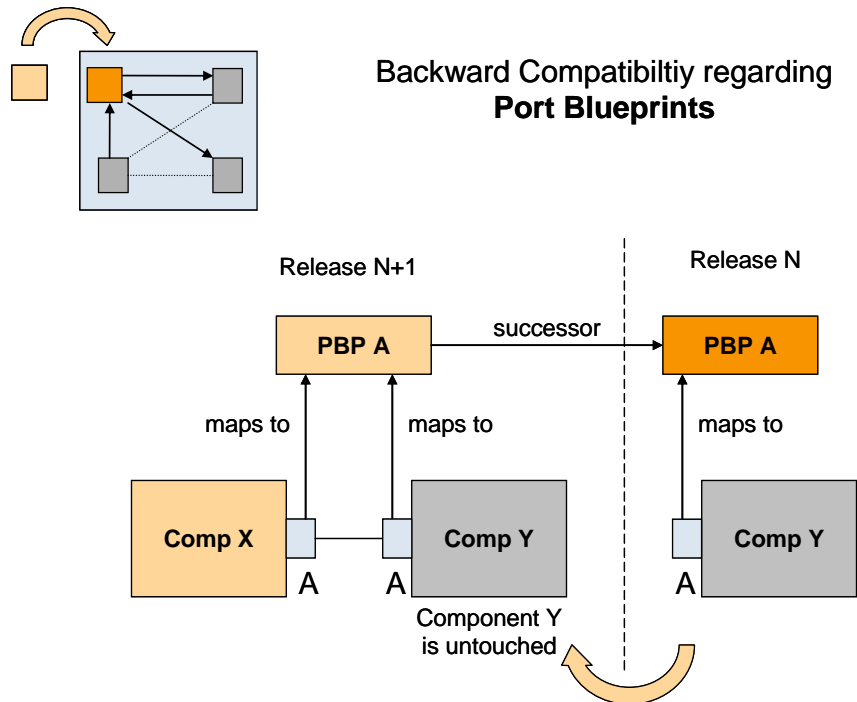 Backward Compatibiltiy regarding
Port Blueprints
Release N+1
Release N
PBP A
successor
PBP A
maps to
maps to
maps to
Comp X
Comp Y
Comp Y
A
A
A
Component Y
is untouched